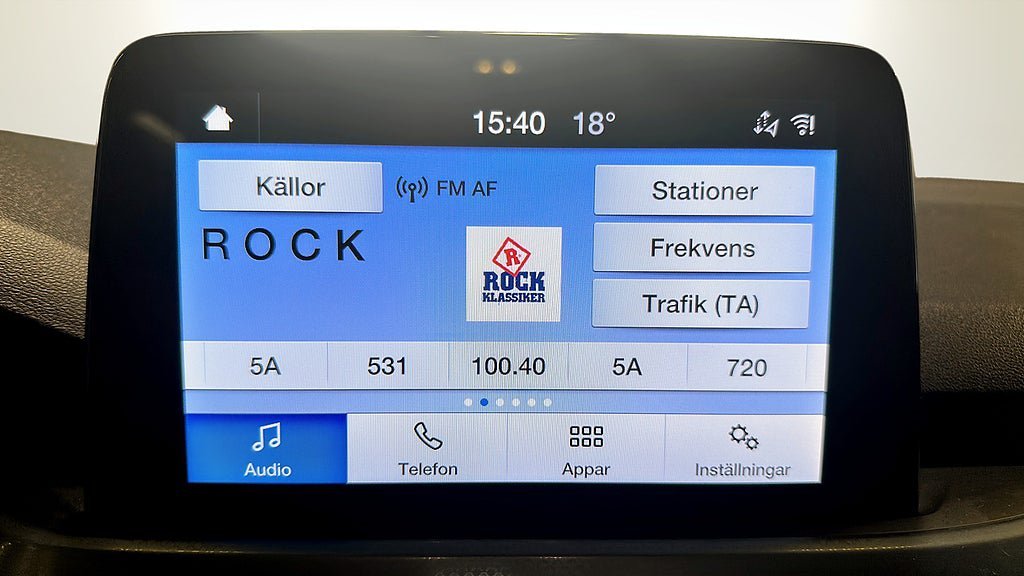 15:40 18°
Källor
FM AF
Stationer
ROCK
Frekvens
R
ROCK
KLASSIKER
Trafik (TA)
5A 531 100.40 5A 720
Audio Telefon Appar Inställningar